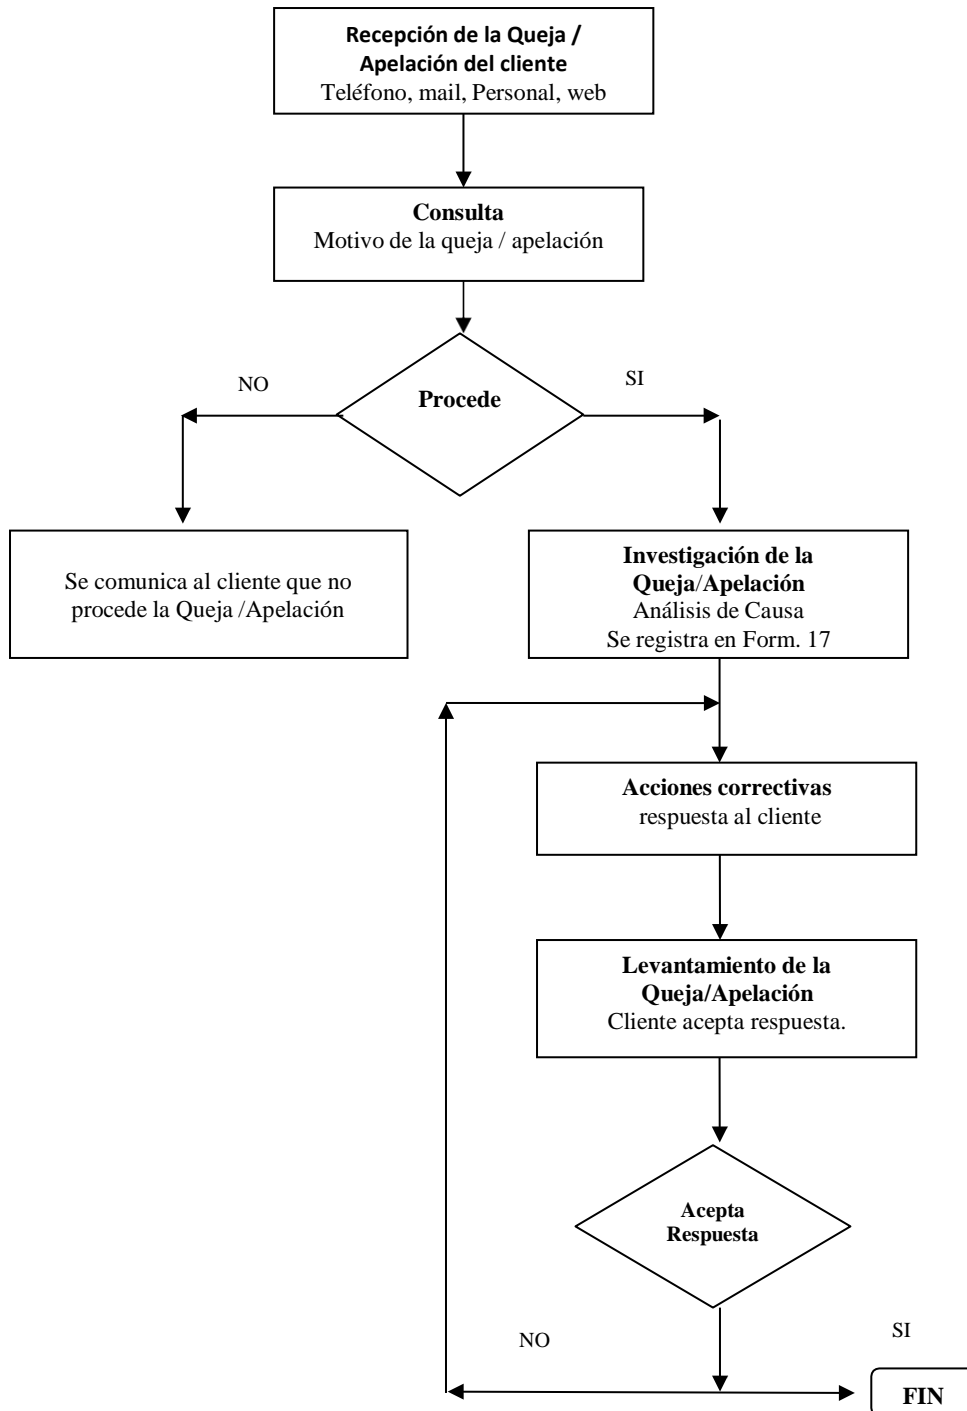 Recepción de la Queja /
Apelación del cliente
Teléfono, mail, Personal, web
Consulta
Motivo de la queja / apelación
Procede
NO
SI
Se comunica al cliente que no
procede la Queja /Apelación
Investigación de la
Queja/Apelación
Análisis de Causa
Se registra en Form. 17
Acciones correctivas
respuesta al cliente
Levantamiento de la
Queja/Apelación
Cliente acepta respuesta.
Acepta
Respuesta
NO
SI
FIN